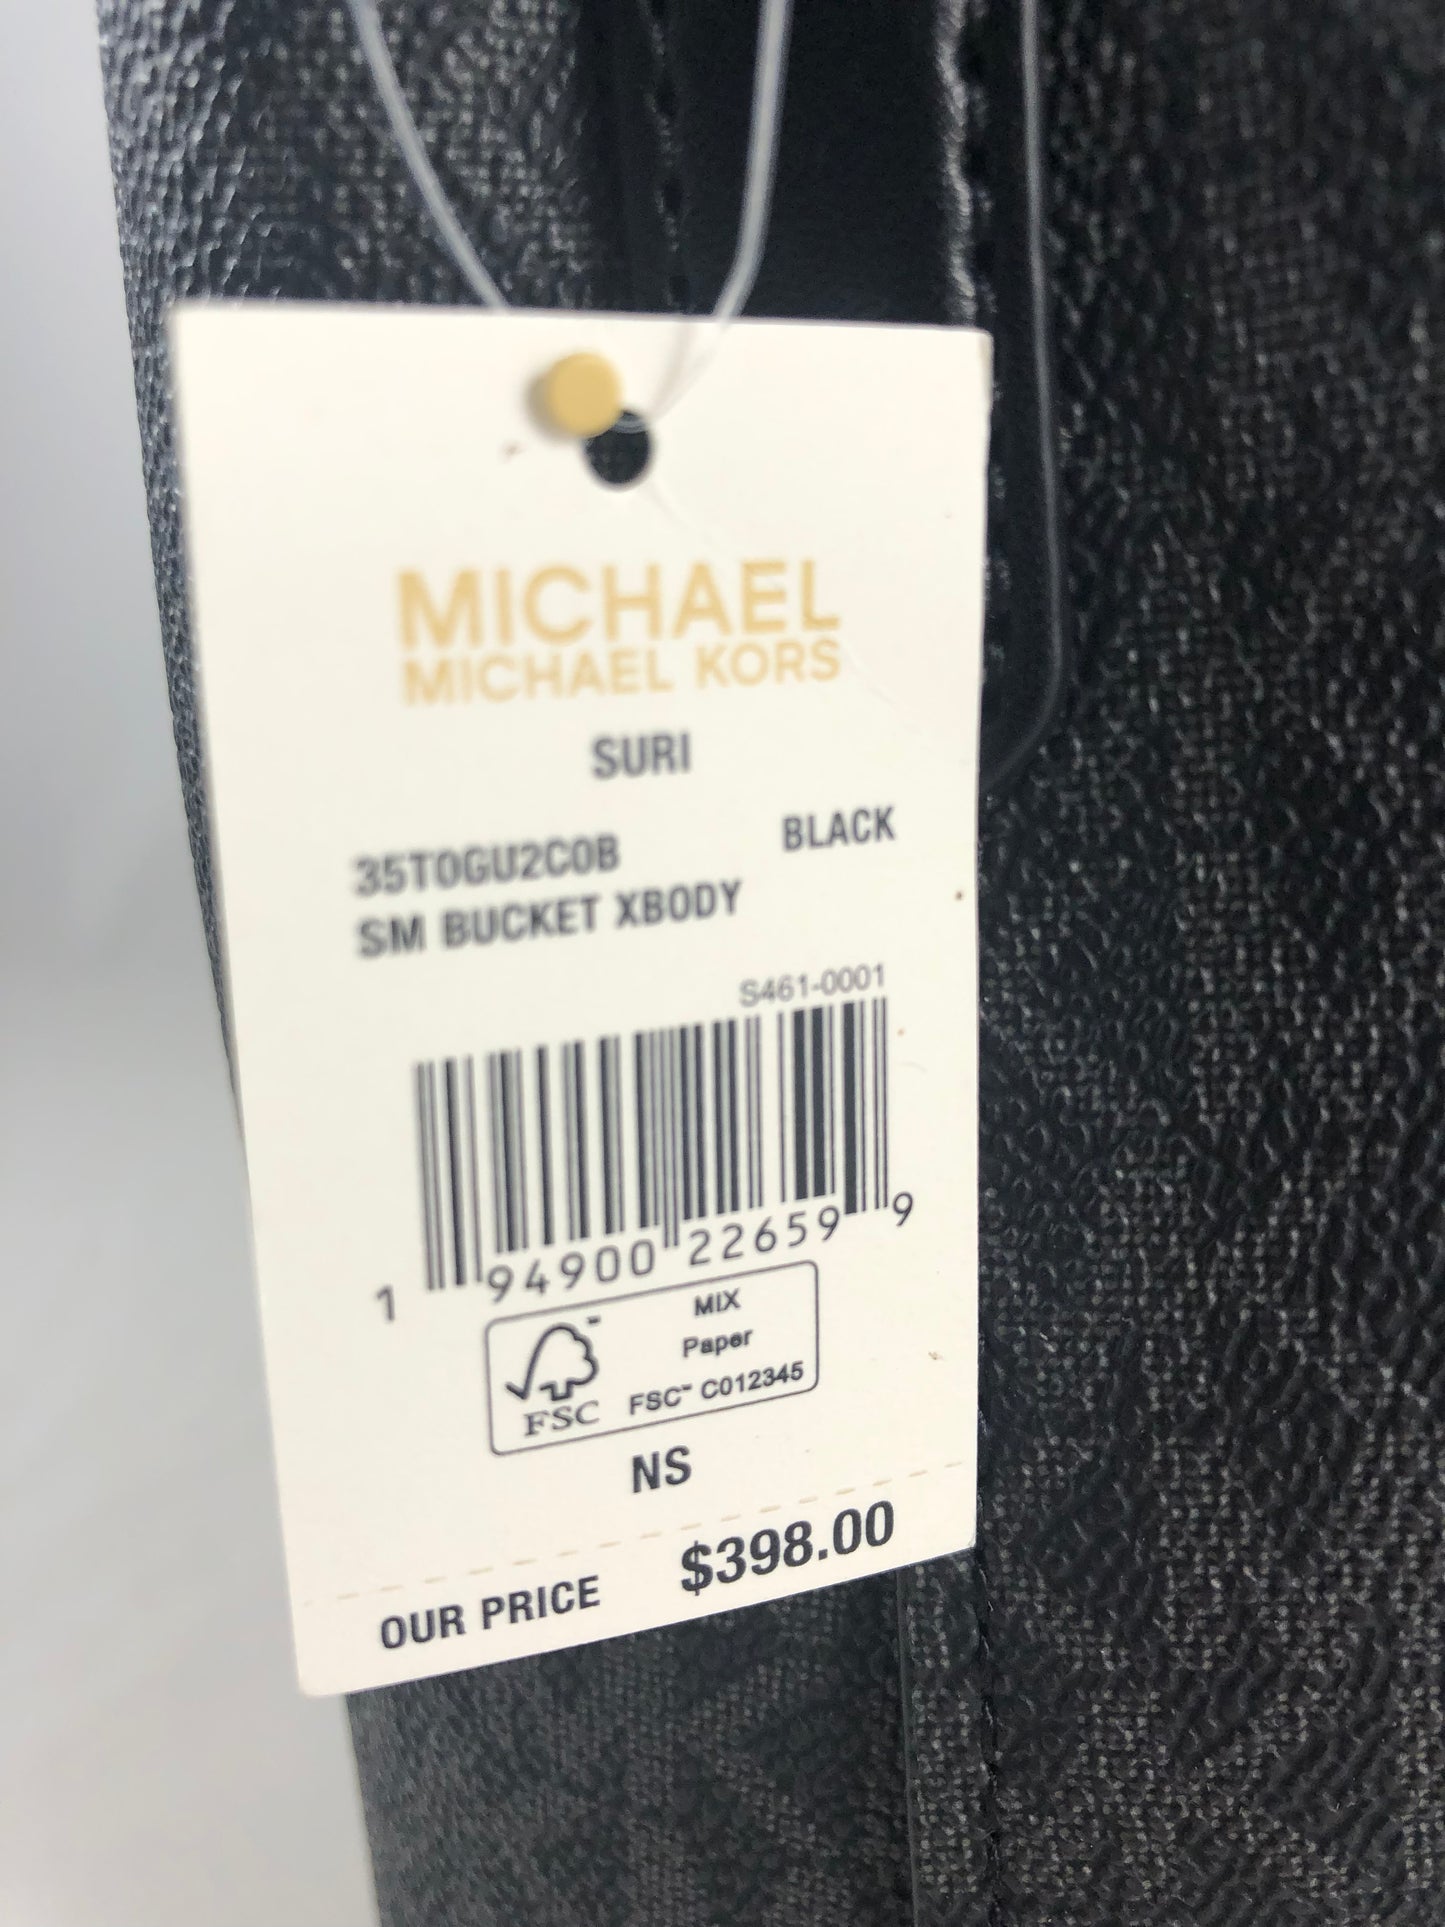 MICHAEL
MICHAEL KORS
SURI
35T0GU2C0B BLACK
SM BUCKET XBODY
S461-0001
1 94900 22659 9
MIX
Paper
FSC™ C012345
FSC
NS
OUR PRICE $398.00